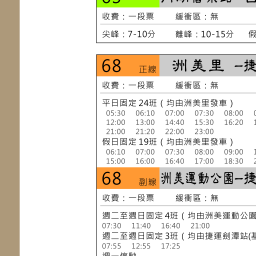 收費：一段票 緩衝區：無
尖峰：7-10分 離峰：10-15分
68 正線 洲美里 -捷
收費：一段票 緩衝區：無
平日固定24班（均由洲美里發車）
05:30 06:10 07:00 07:30 08:00
12:00 13:00 14:40 15:30 16:20
21:00 21:20 22:00 23:00
假日固定19班（均由洲美里發車）
06:10 07:00 07:30 08:00 09:00
15:00 16:00 16:40 17:00 18:30
68 副線 洲美運動公園-捷
收費：一段票 緩衝區：無
週二至週日固定4班（均由洲美運動公園
07:30 11:40 16:40 21:00
週二至週日固定3班（均由捷運劍潭站(基
07:55 12:55 17:25